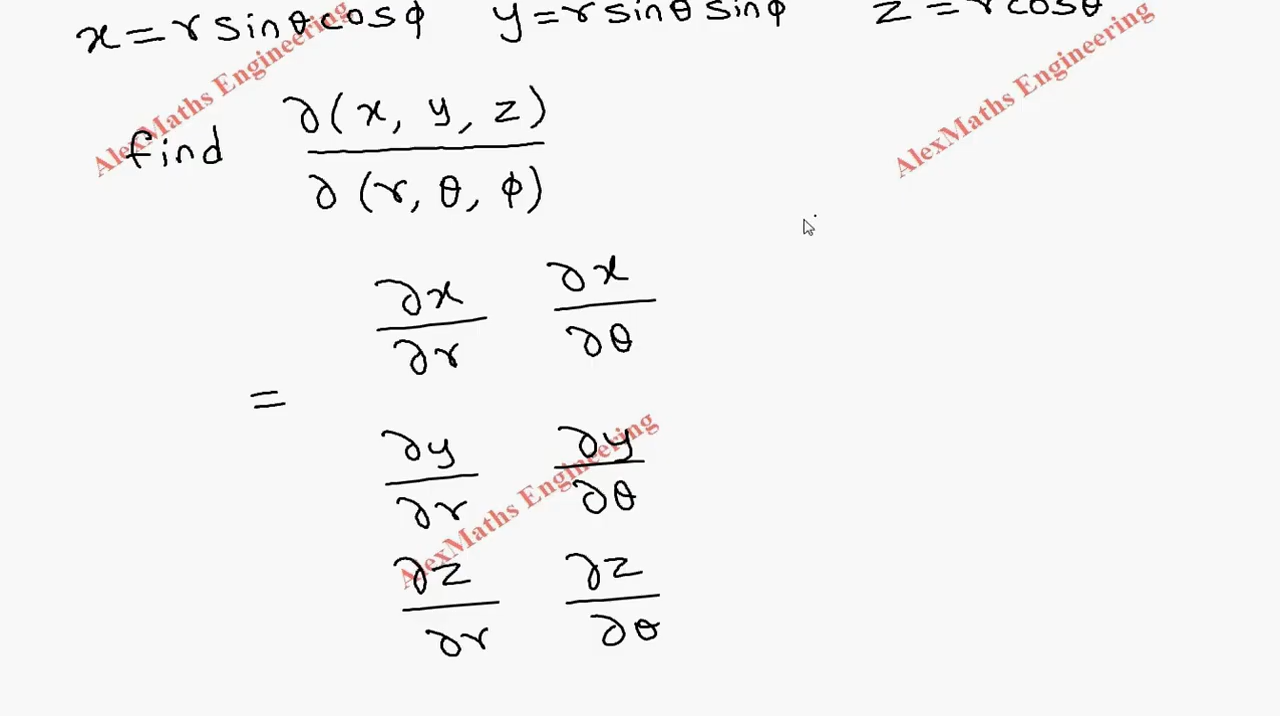 x = r sinθ cosϕ y = r sinθ sinϕ z = r cosθ
AlexMaths Engineering
AlexMaths Engineering
find ∂(x, y, z)
∂(r, θ, ϕ)
∂x ∂x
∂r ∂θ
=
∂y ∂y
∂r ∂θ
AlexMaths Engineering
∂z ∂z
∂r ∂θ